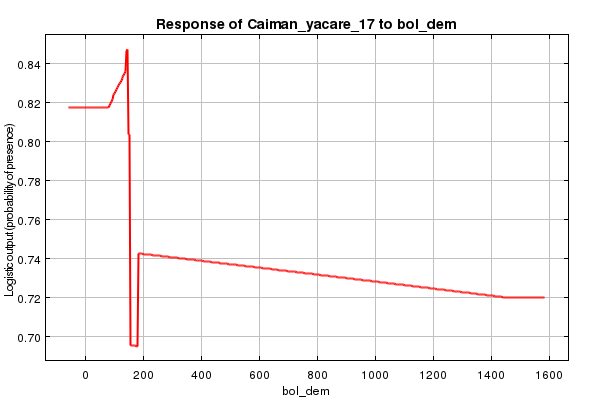 Response of Caiman_yacare_17 to bol_dem
Logistic output (probability of presence)
0.84
0.82
0.80
0.78
0.76
0.74
0.72
0.70
0 200 400 600 800 1000 1200 1400 1600
bol_dem